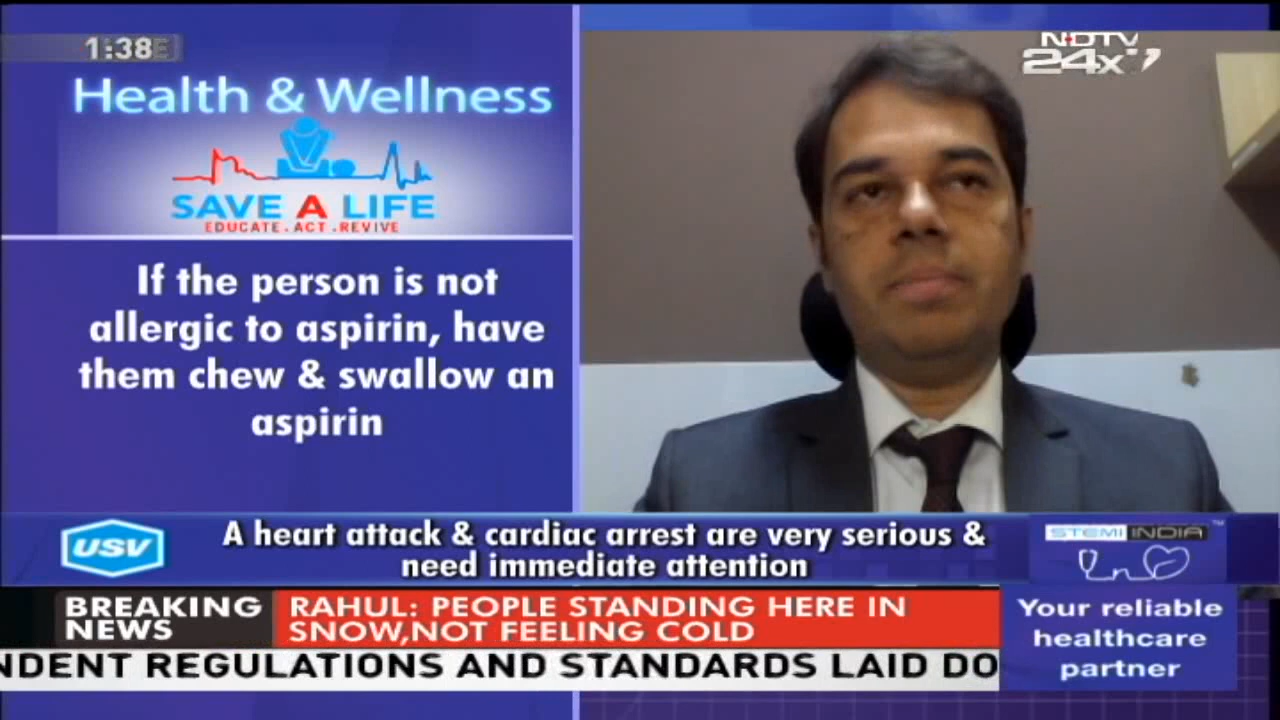 1:38
Health & Wellness
SAVE A LIFE
EDUCATE . ACT . REVIVE
If the person is not
allergic to aspirin, have
them chew & swallow an
aspirin
NDTV
24x7
USV
A heart attack & cardiac arrest are very serious &
need immediate attention
STEMI INDIA™
BREAKING
NEWS
RAHUL: PEOPLE STANDING HERE IN
SNOW,NOT FEELING COLD
Your reliable
healthcare
partner
NDENT REGULATIONS AND STANDARDS LAID DO